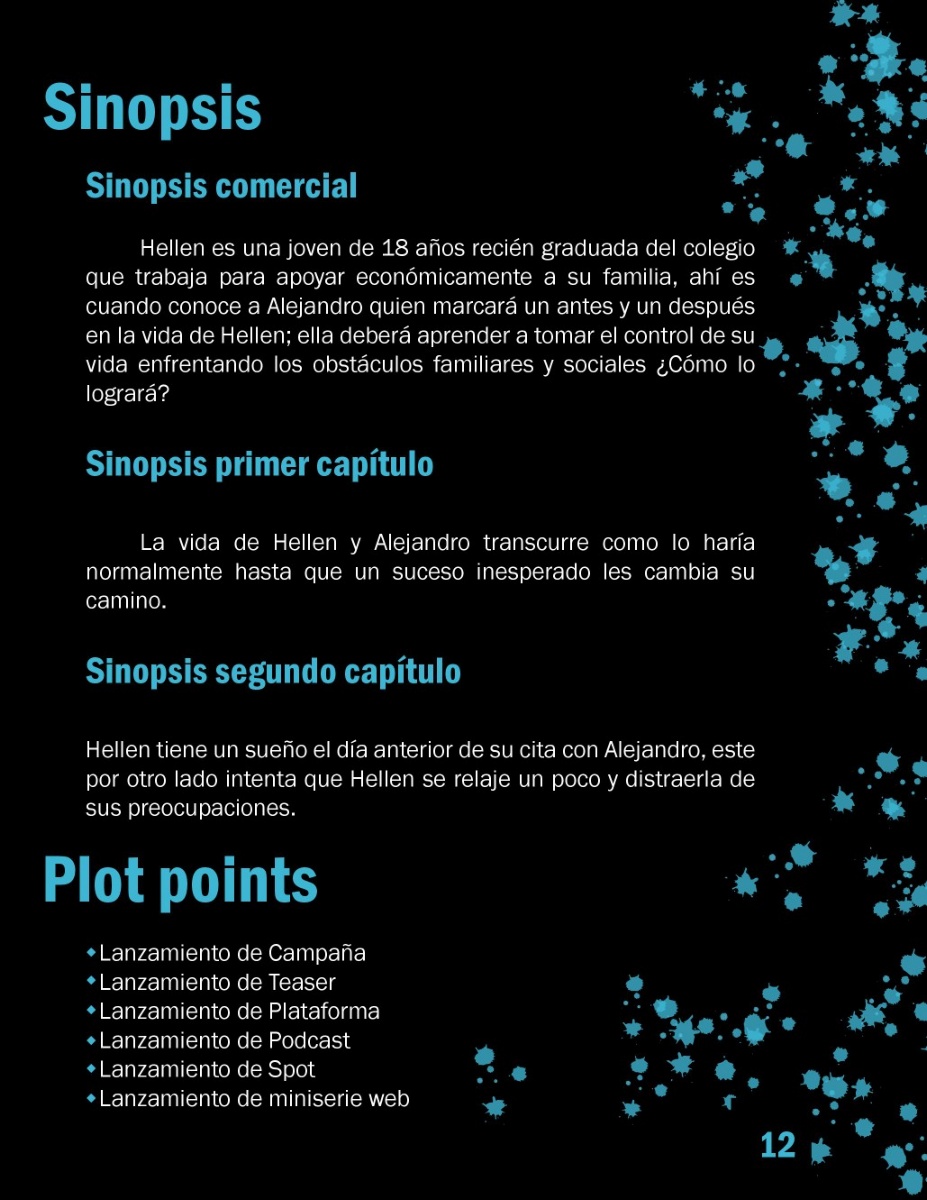 Sinopsis
Sinopsis comercial
Hellen es una joven de 18 años recién graduada del colegio
que trabaja para apoyar económicamente a su familia, ahí es
cuando conoce a Alejandro quien marcará un antes y un después
en la vida de Hellen; ella deberá aprender a tomar el control de su
vida enfrentando los obstáculos familiares y sociales ¿Cómo lo
logrará?
Sinopsis primer capítulo
La vida de Hellen y Alejandro transcurre como lo haría
normalmente hasta que un suceso inesperado les cambia su
camino.
Sinopsis segundo capítulo
Hellen tiene un sueño el día anterior de su cita con Alejandro, este
por otro lado intenta que Hellen se relaje un poco y distraerla de
sus preocupaciones.
Plot points
◆Lanzamiento de Campaña
◆Lanzamiento de Teaser
◆Lanzamiento de Plataforma
◆Lanzamiento de Podcast
◆Lanzamiento de Spot
◆Lanzamiento de miniserie web
12